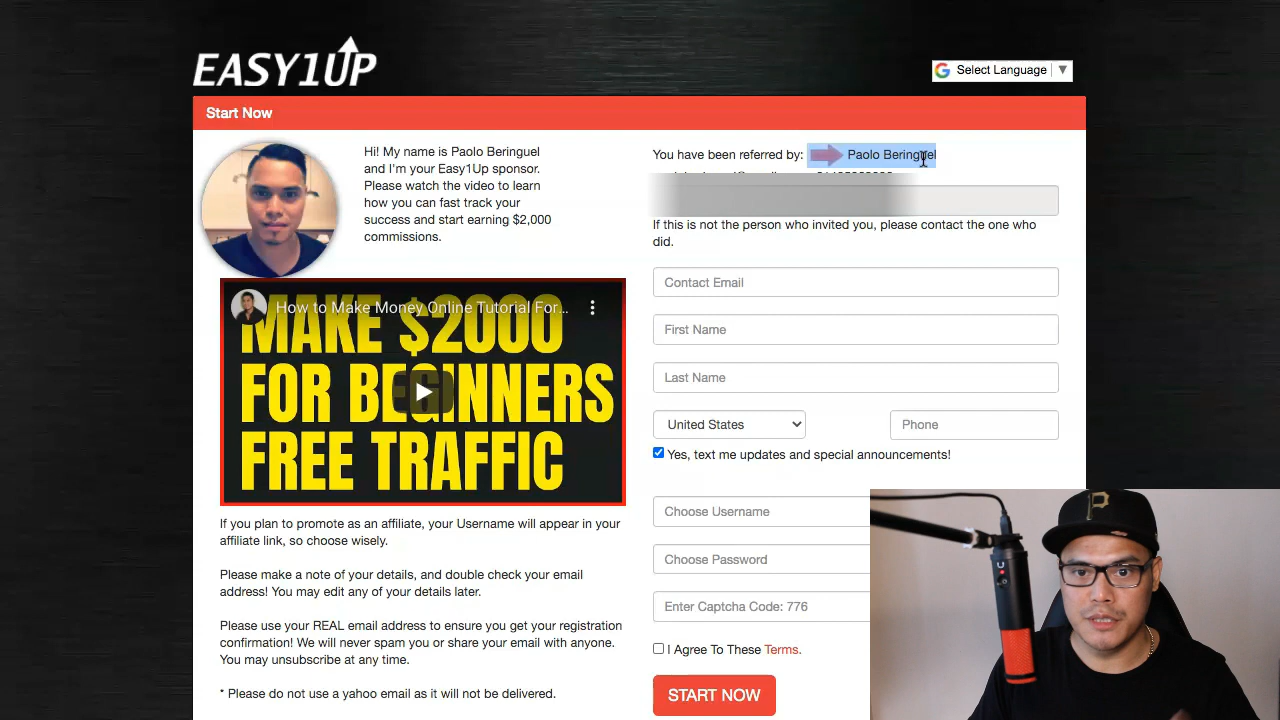 EASY1UP
Select Language ▼
Start Now
Hi! My name is Paolo Beringuel
and I'm your Easy1Up sponsor.
Please watch the video to learn
how you can fast track your
success and start earning $2,000
commissions.
How to Make Money Online Tutorial For...
MAKE $2000
FOR BEGINNERS
FREE TRAFFIC
If you plan to promote as an affiliate, your Username will appear in your
affiliate link, so choose wisely.
Please make a note of your details, and double check your email
address! You may edit any of your details later.
Please use your REAL email address to ensure you get your registration
confirmation! We will never spam you or share your email with anyone.
You may unsubscribe at any time.
* Please do not use a yahoo email as it will not be delivered.
You have been referred by: Paolo Beringuel
If this is not the person who invited you, please contact the one who
did.
Contact Email
First Name
Last Name
United States
Phone
Yes, text me updates and special announcements!
Choose Username
Choose Password
Enter Captcha Code: 776
I Agree To These Terms.
START NOW
P